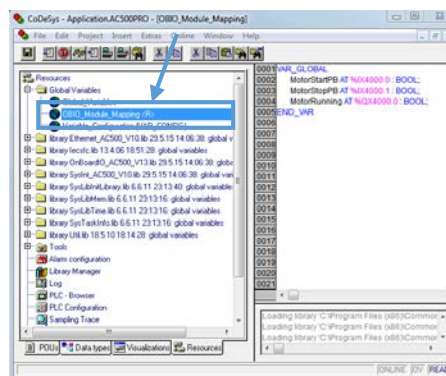 CoDeSys - Application.AC500PRO - [OBIO_Module_Mapping]
File Edit Project Insert Extras Online Window Help
Resources
Global Variables
OBIO_Module_Mapping (R)
library Ethernet_AC500_V10.lib 29.5.15 14:06:38: global v
library Iecsfc.lib 13.4.06 18:51:28: global variables
library OnBoardIO_AC500_V13.lib 29.5.15 14:06:38: globa
library SysInt_AC500_V10.lib 29.5.15 14:06:38: global vari
library SysLibInitLibrary.lib 6.6.11 23:13:40: global variable
library SysLibMem.lib 6.6.11 23:13:16: global variables
library SysLibTime.lib 6.6.11 23:13:16: global variables
library SysTaskInfo.lib 6.6.11 23:13:16: global variables
library Util.lib 18.5.10 18:14:28: global variables
Tools
Alarm configuration
Library Manager
Log
PLC - Browser
PLC Configuration
Sampling Trace
POUs Data types Visualizations Resources
0001 VAR_GLOBAL
0002 MotorStartPB AT %IX4000.0 : BOOL;
0003 MotorStopPB AT %IX4000.1 : BOOL;
0004 MotorRunning AT %QX4000.0 : BOOL;
0005 END_VAR
0006
0007
0008
0009
0010
0011
0012
0013
0014
0015
0016
0017
0018
0019
0020
0021
Loading library 'C:\Program Files (x86)\Common
Loading library 'C:\Program Files (x86)\Common
ONLINE OV READ